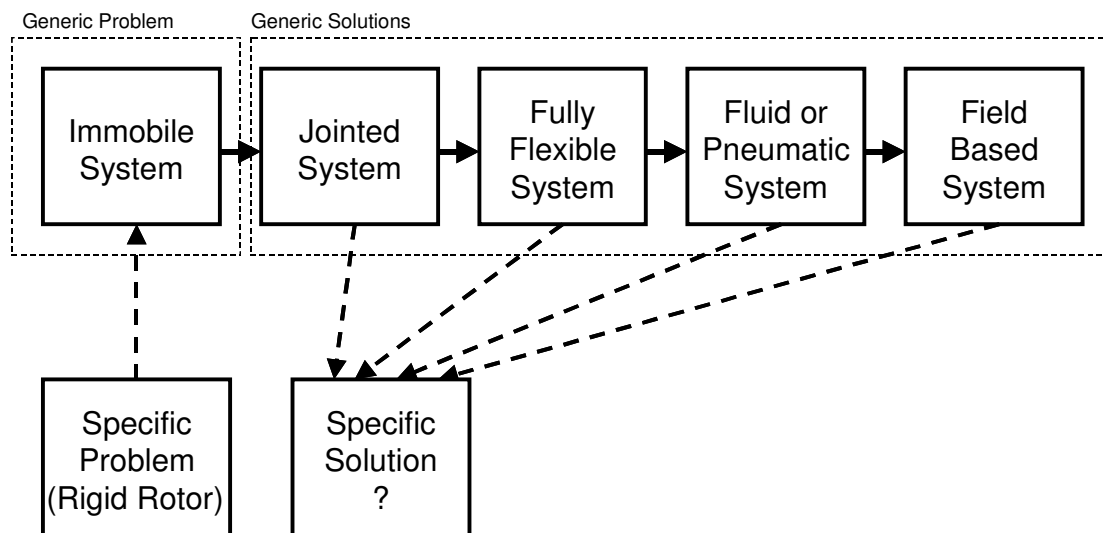 Generic Problem
Generic Solutions
Immobile
System
Jointed
System
Fully
Flexible
System
Fluid or
Pneumatic
System
Field
Based
System
Specific
Problem
(Rigid Rotor)
Specific
Solution
?